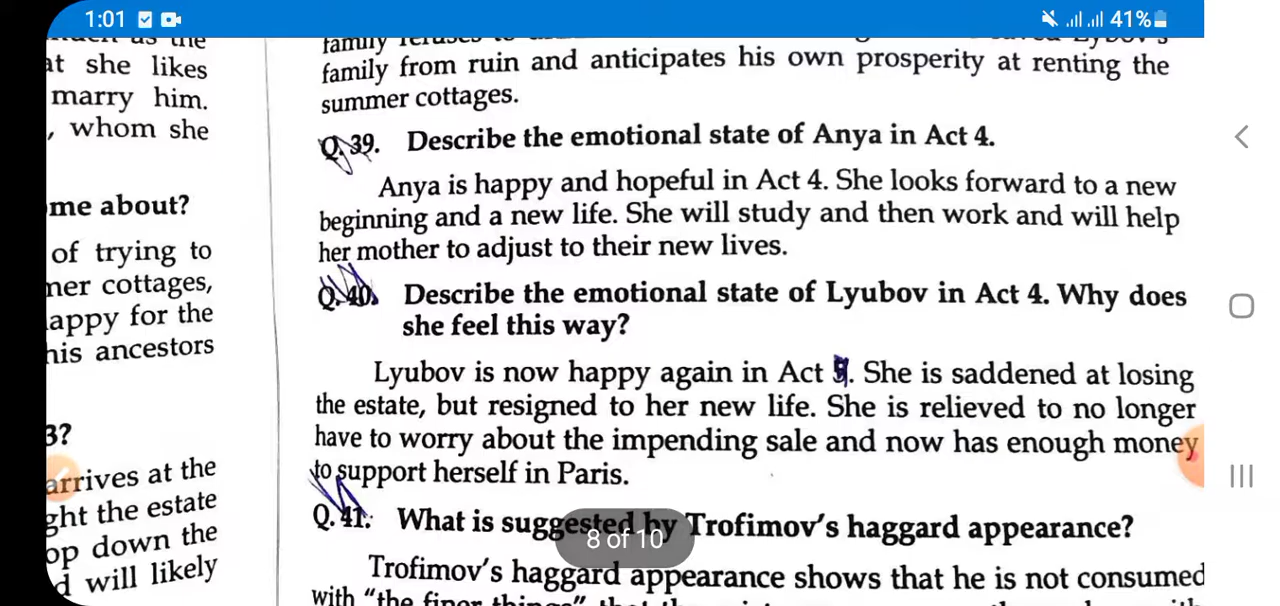 1:01
41%
at she likes
marry him.
, whom she
me about?
of trying to
ner cottages,
appy for the
his ancestors
3?
arrives at the
ght the estate
op down the
d will likely
family from ruin and anticipates his own prosperity at renting the
summer cottages.
Q. 39. Describe the emotional state of Anya in Act 4.
Anya is happy and hopeful in Act 4. She looks forward to a new
beginning and a new life. She will study and then work and will help
her mother to adjust to their new lives.
Q. 40. Describe the emotional state of Lyubov in Act 4. Why does
she feel this way?
Lyubov is now happy again in Act . She is saddened at losing
the estate, but resigned to her new life. She is relieved to no longer
have to worry about the impending sale and now has enough money
to support herself in Paris.
Q. 41. What is suggested by Trofimov's haggard appearance?
8 of 10
Trofimov's haggard appearance shows that he is not consumed
with "the finer things"